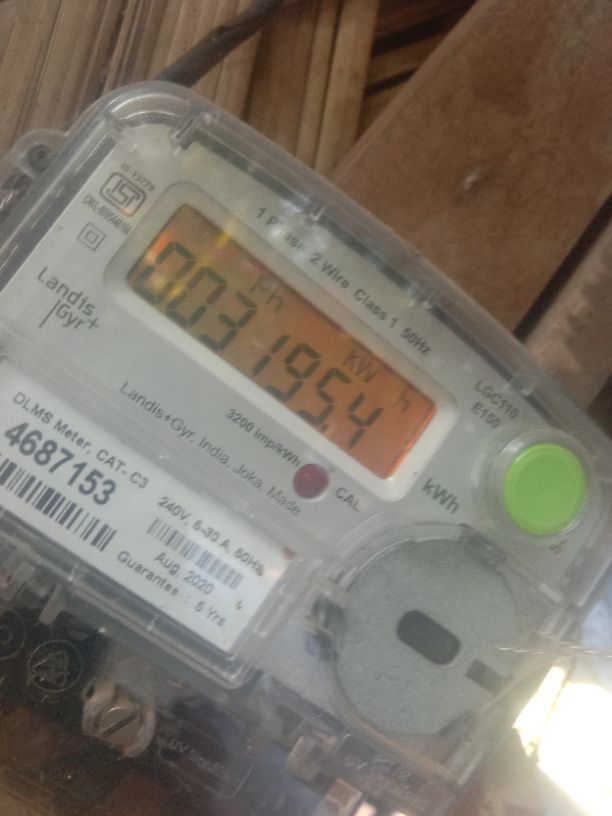 IS 13779
1 Phase 2 Wire Class 1 50Hz
Ph
kW h
0031954
Landis
Gyr+
LGC110
E150
3200 Imp/kWh
CAL
kWh
Landis+Gyr, India, Joka, Made
DLMS Meter, CAT. C3
4687153
240V, 5-30 A, 50Hz
Aug. 2020
Guarantee : 5 Yrs.